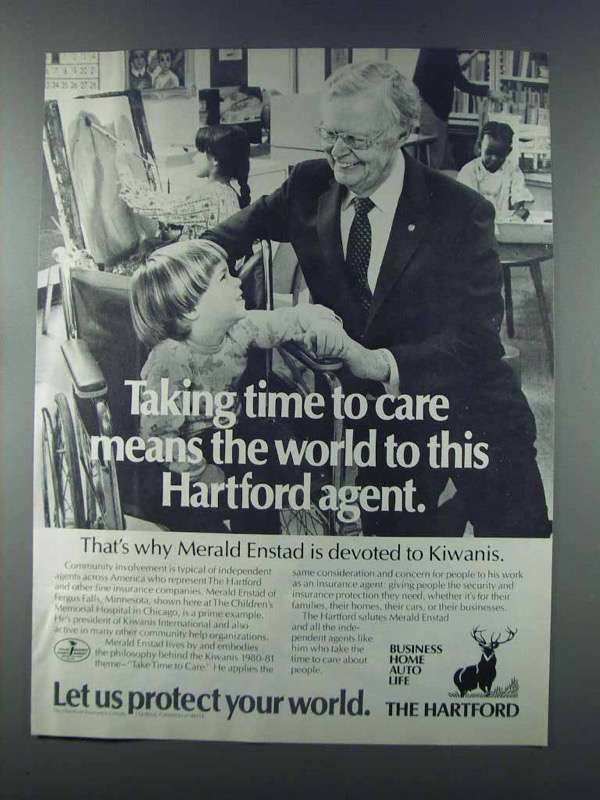 7 8 9 10 2
Taking time to care
means the world to this
Hartford agent.
That's why Merald Enstad is devoted to Kiwanis.
Community involvement is typical of independent
agents across America who represent The Hartford
and other fine insurance companies. Merald Enstad of
Fergus Falls, Minnesota, shown here at The Children's
Memorial Hospital in Chicago, is a prime example.
He's president of Kiwanis International and also
active in many other community help organizations.
Merald Enstad lives by and embodies
the philosophy behind the Kiwanis 1980-81
theme—"Take Time to Care." He applies the
same consideration and concern for people to his work
as an insurance agent: giving people the security and
insurance protection they need, whether it's for their
families, their homes, their cars, or their businesses.
The Hartford salutes Merald Enstad
and all the inde-
pendent agents like
him who take the
time to care about
people.
BUSINESS
HOME
AUTO
LIFE
Let us protect your world.
THE HARTFORD